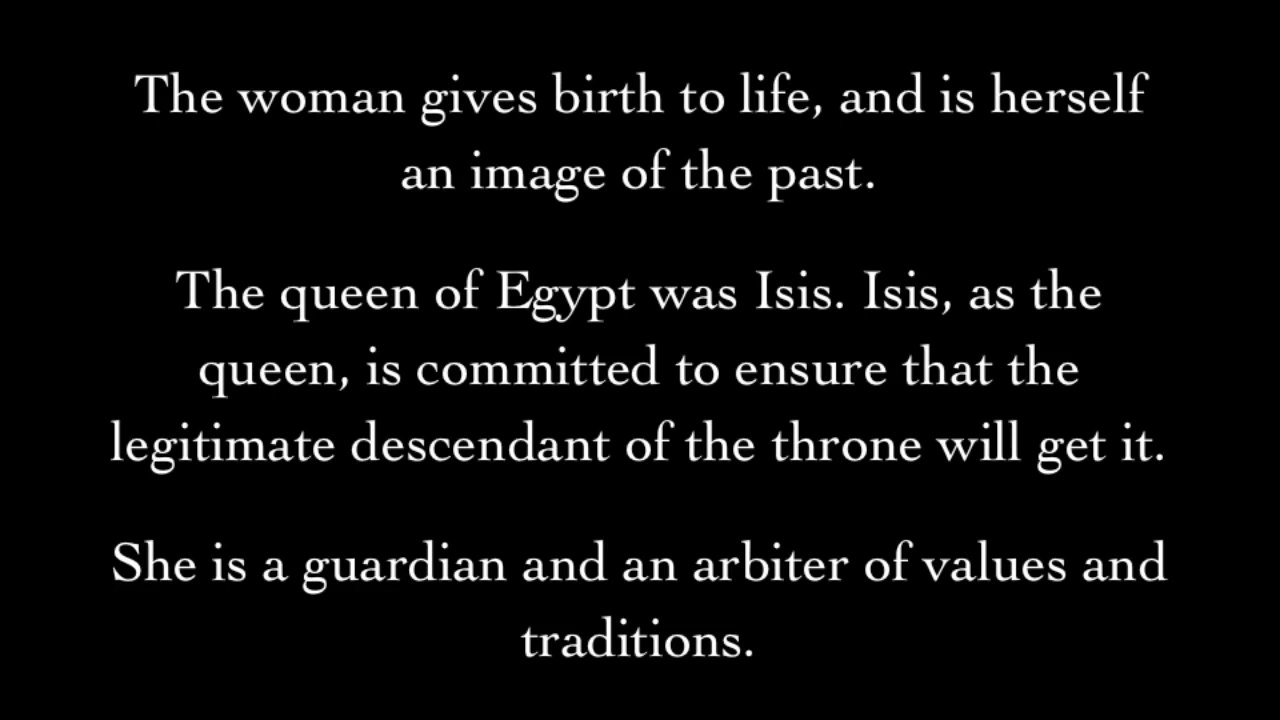 The woman gives birth to life, and is herself
an image of the past.
The queen of Egypt was Isis. Isis, as the
queen, is committed to ensure that the
legitimate descendant of the throne will get it.
She is a guardian and an arbiter of values and
traditions.